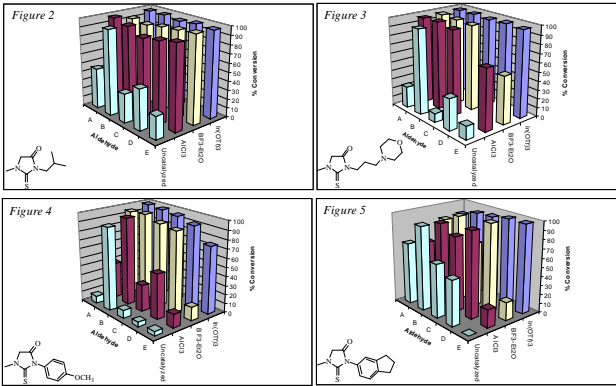 Figure 2
100
90
80
70
60
50
40
30
20
10
0
% Conversion
A
B
C
D
E
Aldehyde
Uncatalyzed
AlCl3
BF3-Et2O
In(OTf)3
O
N
N
S
Figure 3
100
90
80
70
60
50
40
30
20
10
0
% Conversion
A
B
C
D
E
Aldehyde
Uncatalyzed
AlCl3
BF3-Et2O
In(OTf)3
O
N
N
N
O
S
Figure 4
100
90
80
70
60
50
40
30
20
10
0
% Conversion
A
B
C
D
E
Aldehyde
Uncatalyzed
AlCl3
BF3-Et2O
In(OTf)3
O
N
N
S
OCH3
Figure 5
100
90
80
70
60
50
40
30
20
10
0
% Conversion
A
B
C
D
E
Aldehyde
Uncatalyzed
AlCl3
BF3-Et2O
In(OTf)3
O
N
N
S